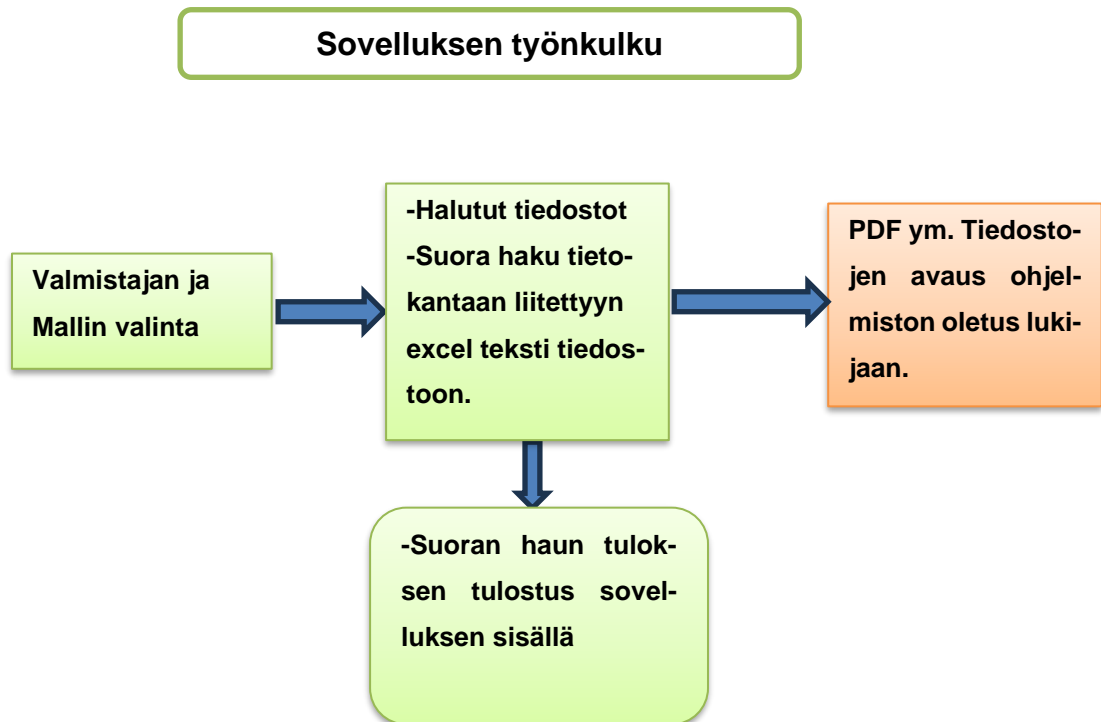 Sovelluksen työnkulku
Valmistajan ja
Mallin valinta
-Halutut tiedostot
-Suora haku tieto-
kantaan liitettyyn
excel teksti tiedos-
toon.
PDF ym. Tiedosto-
jen avaus ohjel-
miston oletus luki-
jaan.
-Suoran haun tulok-
sen tulostus sovel-
luksen sisällä